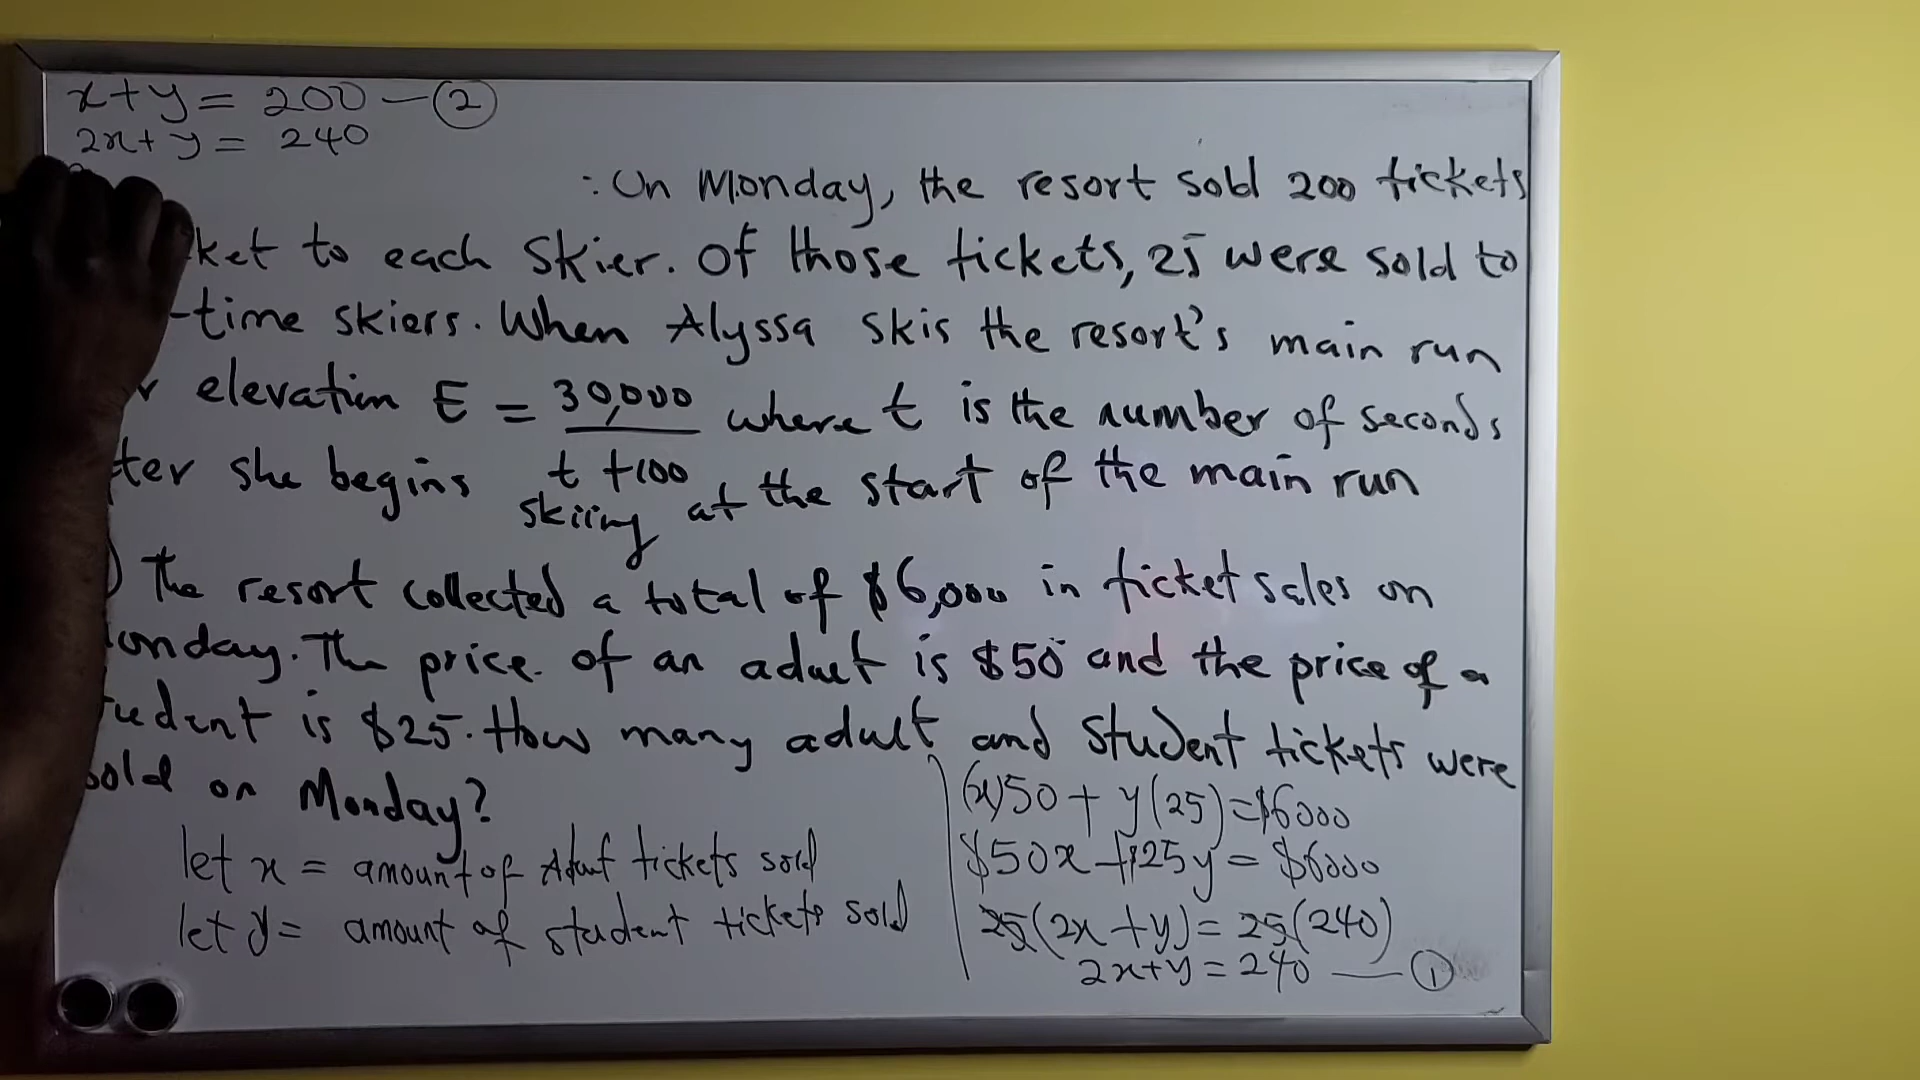 x+y = 200 — ②
2x+y = 240
: On Monday, the resort sold 200 tickets
ket to each skier. Of those tickets, 25 were sold to
-time skiers. When Alyssa skis the resort's main run
r elevation E = 30,000 where t is the number of seconds
ter she begins t + 100 at the start of the main run
skiing
) The resort collected a total of $6,000 in ticket sales on
onday. The price of an adult is $50 and the price of a
udent is $25. How many adult and student tickets were
sold on Monday?
let x = amount of Adult tickets sold
let y = amount of student tickets sold
(x)50 + y(25) = $6000
$50x + $25y = $6000
25(2x + y) = 25(240)
2x+y = 240 — ①